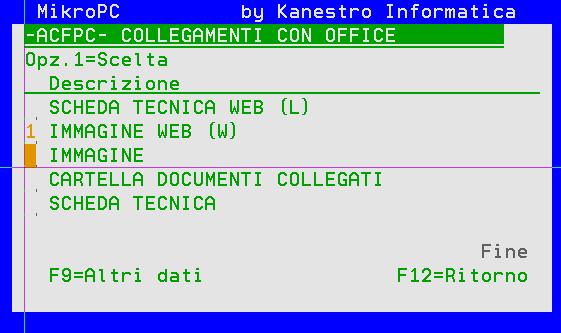 MikroPC by Kanestro Informatica
-ACFPC- COLLEGAMENTI CON OFFICE
Opz.1=Scelta
Descrizione
SCHEDA TECNICA WEB (L)
1 IMMAGINE WEB (W)
IMMAGINE
CARTELLA DOCUMENTI COLLEGATI
SCHEDA TECNICA
Fine
F9=Altri dati F12=Ritorno